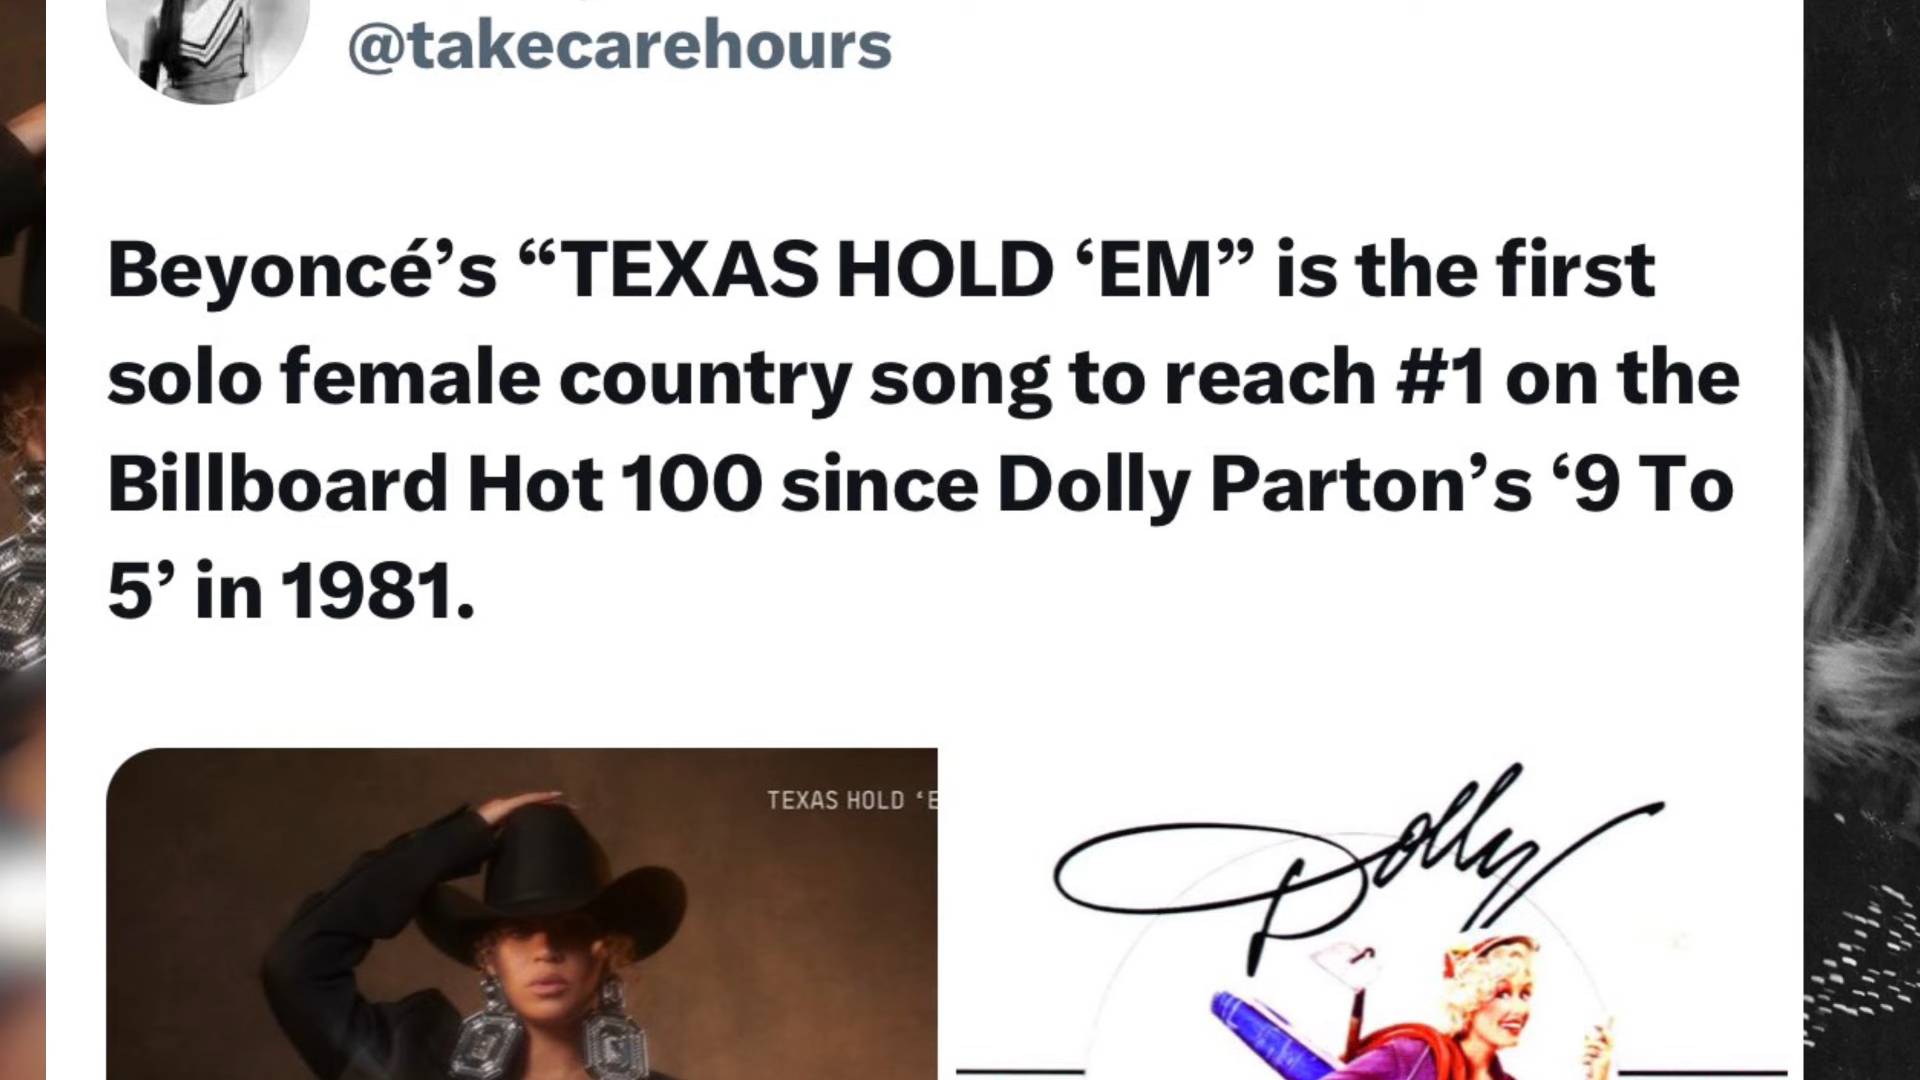 @takecarehours
Beyoncé’s “TEXAS HOLD ‘EM” is the first
solo female country song to reach #1 on the
Billboard Hot 100 since Dolly Parton’s ‘9 To
5’ in 1981.
TEXAS HOLD ‘E
Dolly